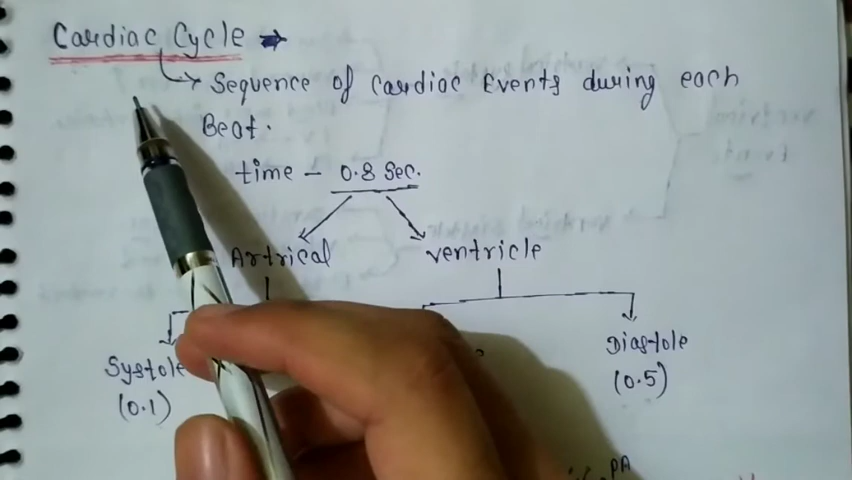 Cardiac Cycle →
→ Sequence of Cardiac Events during each
Beat.
time - 0.8 Sec.
Artrical ventricle
Systole Diastole
(0.1) (0.5)
PA